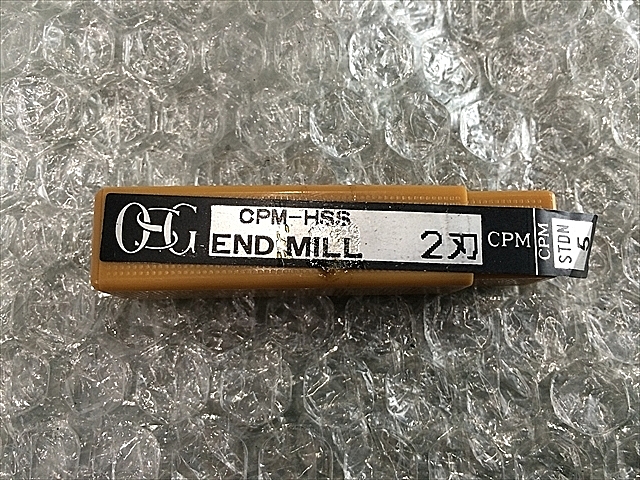 OSG
CPM-HSS
END MILL 2刃
CPM
CPM
STDN
5